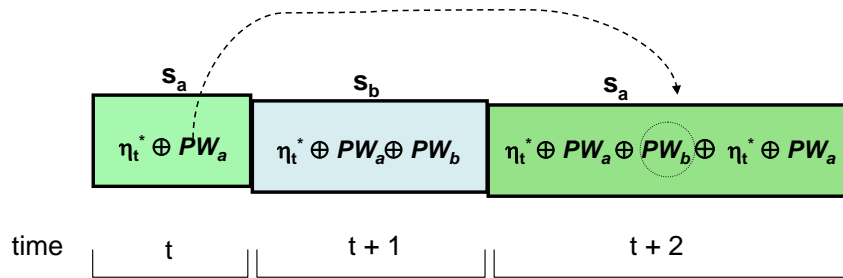 s_a s_b s_a
η_t^* ⊕ PW_a η_t^* ⊕ PW_a ⊕ PW_b η_t^* ⊕ PW_a ⊕ PW_b ⊕ η_t^* ⊕ PW_a
time t t + 1 t + 2